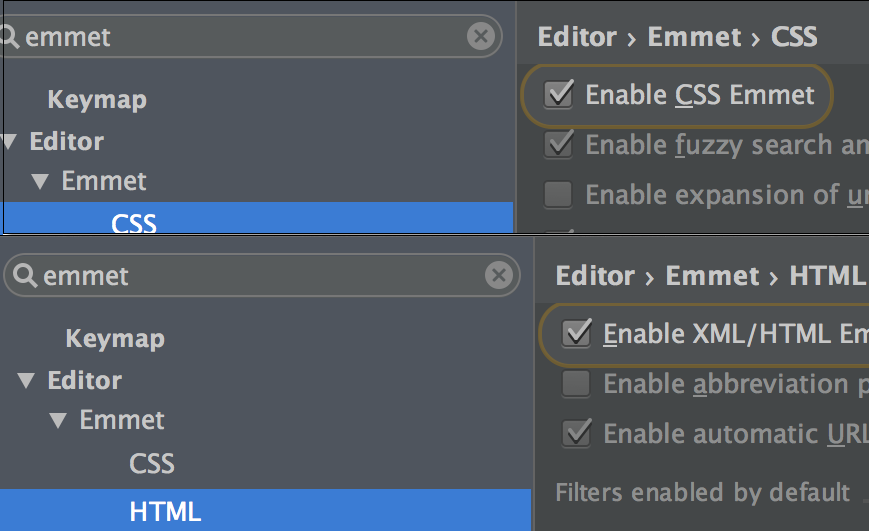 emmet
Keymap
Editor
Emmet
CSS
Editor › Emmet › CSS
Enable CSS Emmet
Enable fuzzy search
Enable expansion of
emmet
Keymap
Editor
Emmet
CSS
HTML
Editor › Emmet › HTML
Enable XML/HTML
Enable abbreviation
Enable automatic URL
Filters enabled by default